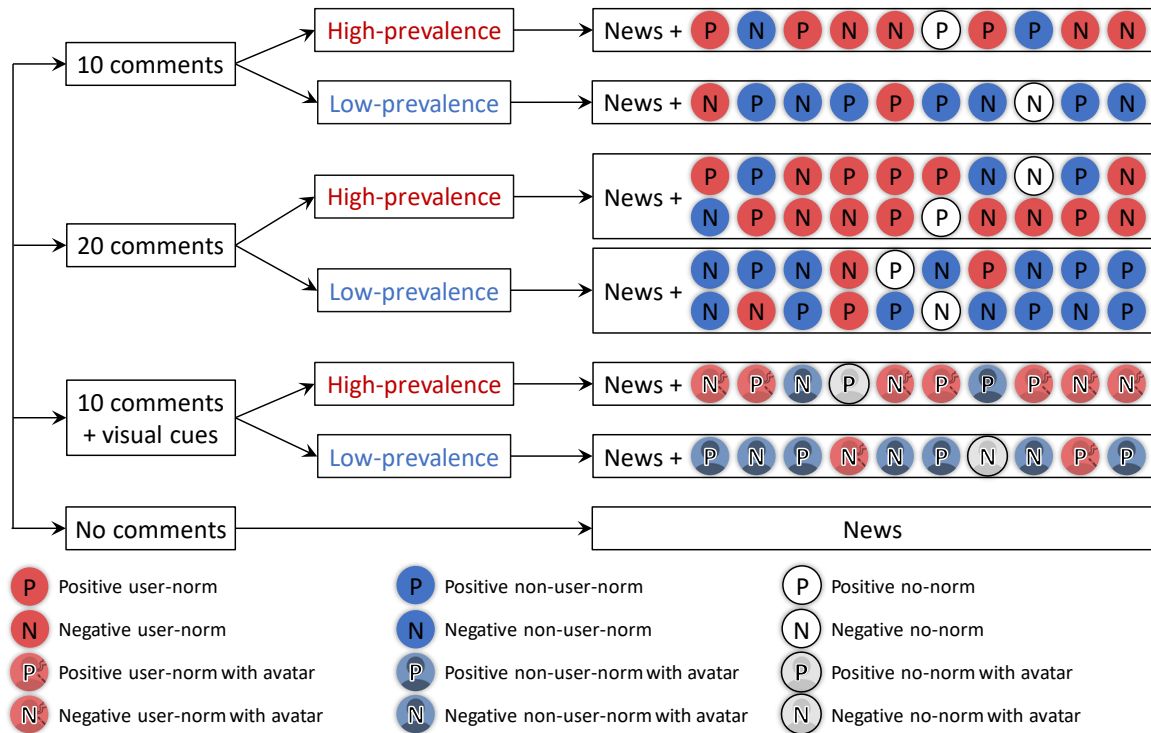 High-prevalence
News + P N P N N P P P N N
10 comments
Low-prevalence
News + N P N P P P N N P N
High-prevalence
News +
P P N P P P N N P N
N P N N P P N N P N
20 comments
Low-prevalence
News +
N P N N P N P N P P
N N P P P N N P N P
High-prevalence
News + N P N P N P P P N N
10 comments
+ visual cues
Low-prevalence
News + P N P N N P N N P P
No comments
News
P Positive user-norm
P Positive non-user-norm
P Positive no-norm
N Negative user-norm
N Negative non-user-norm
N Negative no-norm
P Positive user-norm with avatar
P Positive non-user-norm with avatar
P Positive no-norm with avatar
N Negative user-norm with avatar
N Negative non-user-norm with avatar
N Negative no-norm with avatar